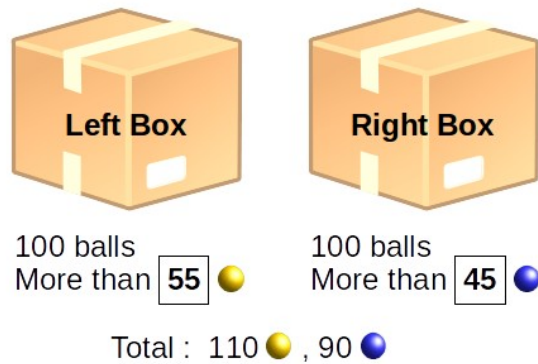 Left Box
Right Box
100 balls
More than 55
100 balls
More than 45
Total : 110 , 90